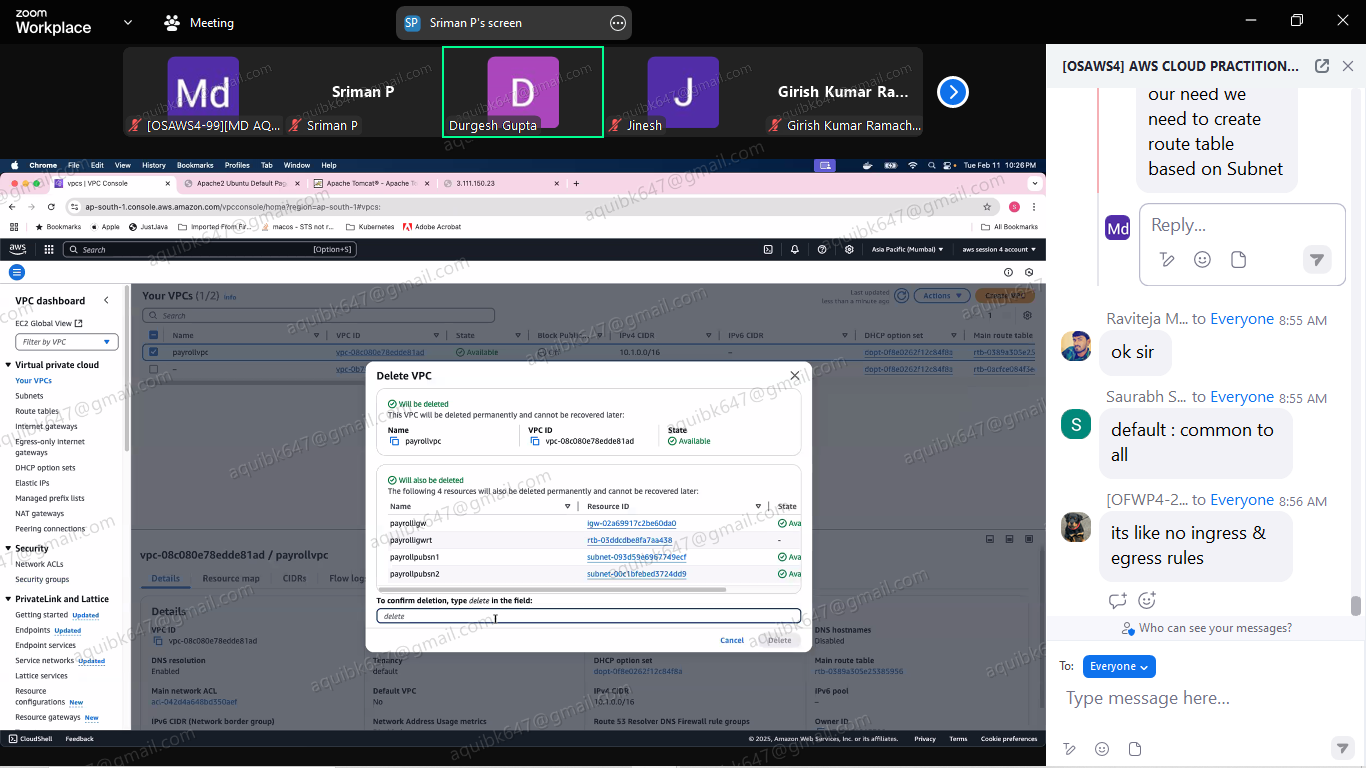 zoom
Workplace
Meeting
SP
Sriman P's screen
Md
[OSAWS4-99][MD AQ...
Sriman P
Sriman P
D
Durgesh Gupta
J
Jinesh
Girish Kumar Ra...
Girish Kumar Ramach...
Chrome File Edit View History Bookmarks Profiles Tab Window Help
Tue Feb 11 10:26 PM
vpcs | VPC Console
Apache2 Ubuntu Default Pag
Apache Tomcat® - Apache To
3.111.150.23
ap-south-1.console.aws.amazon.com/vpcconsole/home?region=ap-south-1#vpcs:
Bookmarks
Apple
JustJava
Imported From Fir...
macos - STS not r...
Kubernetes
Adobe Acrobat
All Bookmarks
aws
Search
[Option+S]
Asia Pacific (Mumbai)
aws session 4 account
VPC dashboard
EC2 Global View
Filter by VPC
Virtual private cloud
Your VPCs
Subnets
Route tables
Internet gateways
Egress-only internet
gateways
DHCP option sets
Elastic IPs
Managed prefix lists
NAT gateways
Peering connections
Security
Network ACLs
Security groups
PrivateLink and Lattice
Getting started Updated
Endpoints Updated
Endpoint services
Service networks Updated
Lattice services
Resource
configurations New
Resource gateways New
Your VPCs (1/2) Info
Last updated
less than a minute ago
Actions
Create VPC
Search
1
Name
VPC ID
State
Block Public...
IPv4 CIDR
IPv6 CIDR
DHCP option set
Main route table
payrollvpc
vpc-08c080e78edde81ad
Available
10.1.0.0/16
–
dopt-0f8e0262f12c84f8a
–
dopt-0f8e0262f12c84f8a
Delete VPC
Will be deleted
This VPC will be deleted permanently and cannot be recovered later:
Name
VPC ID
State
payrollvpc
vpc-08c080e78edde81ad
Available
Will also be deleted
The following 4 resources will also be deleted permanently and cannot be recovered later:
Name
Resource ID
State
payrolligw
igw-02a69917c2be60da0
Ava
payrolligwrt
rtb-03ddcdbe8fa7aa438
-
payrollpubsn1
subnet-093d59e6967749ecf
Ava
payrollpubsn2
subnet-00c1bfebed3724dd9
Ava
To confirm deletion, type delete in the field:
delete
Cancel
Delete
vpc-08c080e78edde81ad / payrollvpc
Details
Resource map
CIDRs
Flow logs
Details
VPC ID
vpc-08c080e78edde81ad
DNS hostnames
Disabled
DNS resolution
Enabled
Tenancy
default
DHCP option set
dopt-0f8e0262f12c84f8a
Main route table
rtb-0389a305e25385956
Main network ACL
acl-042d4a648bd350aef
Default VPC
No
IPv4 CIDR
10.1.0.0/16
IPv6 pool
–
IPv6 CIDR (Network border group)
Network Address Usage metrics
Route 53 Resolver DNS Firewall rule groups
Owner ID
CloudShell
Feedback
© 2025, Amazon Web Services, Inc. or its affiliates.
Privacy
Terms
Cookie preferences
[OSAWS4] AWS CLOUD PRACTITION...
our need we
need to create
route table
based on Subnet
Md
Reply...
Raviteja M... to Everyone 8:55 AM
ok sir
Saurabh S... to Everyone 8:55 AM
S
default : common to
all
[OFWP4-2... to Everyone 8:56 AM
its like no ingress &
egress rules
Who can see your messages?
To:
Everyone
Type message here...
aquibk647@gmail.com